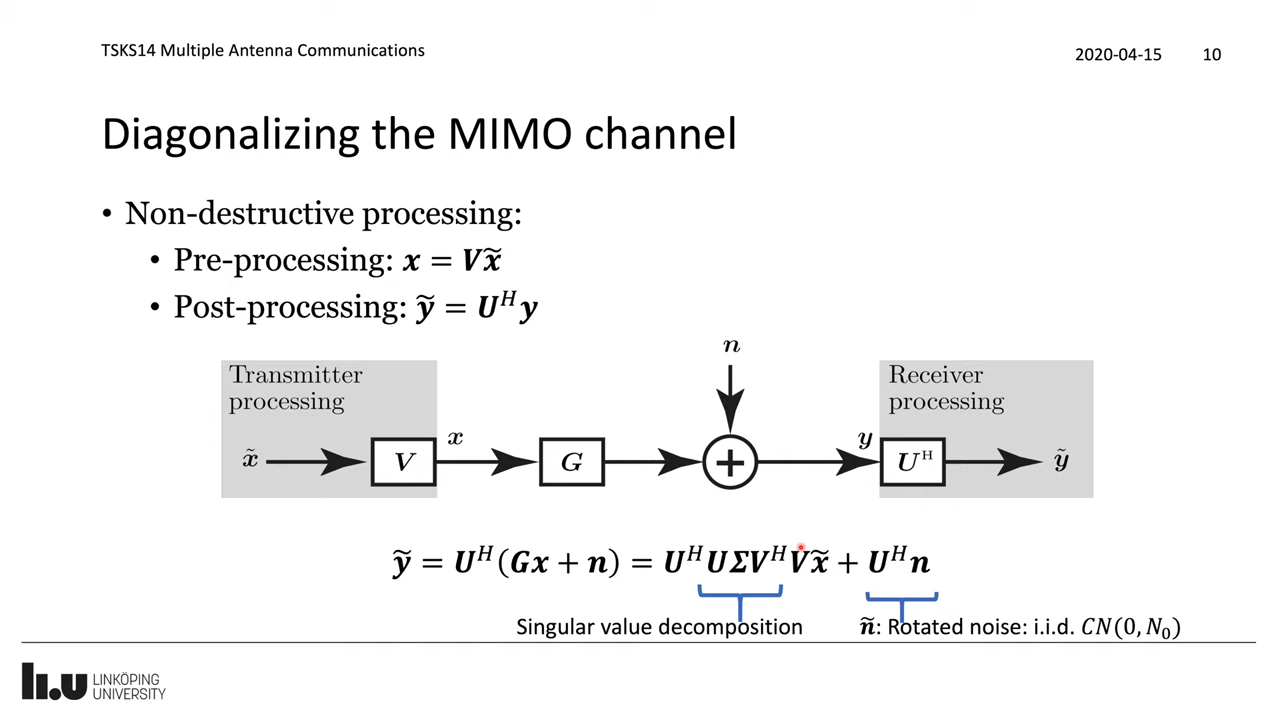 TSKS14 Multiple Antenna Communications
2020-04-15 10
Diagonalizing the MIMO channel
• Non-destructive processing:
• Pre-processing: x = Vx̃
• Post-processing: ỹ = Uᴴy
n
Transmitter
processing
Receiver
processing
x̃ V x G + y Uᴴ ỹ
ỹ = Uᴴ(Gx + n) = UᴴUΣVᴴVx̃ + Uᴴn
Singular value decomposition
ñ: Rotated noise: i.i.d. CN(0, N₀)
li.u LINKÖPING
UNIVERSITY